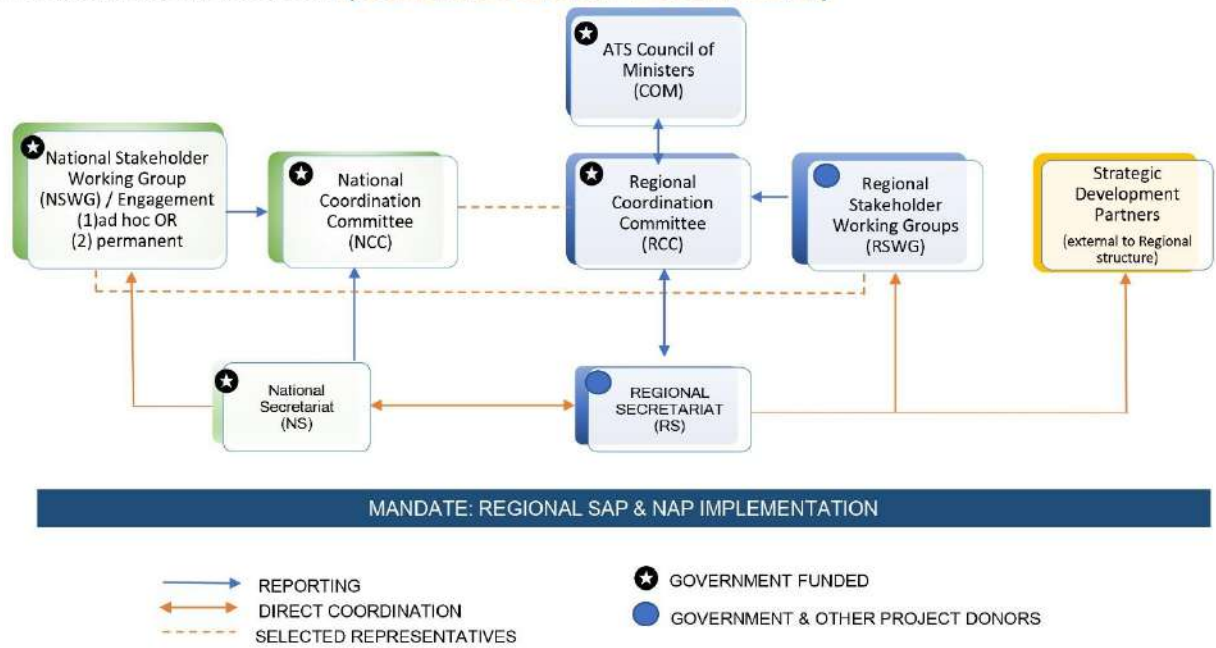 ATS Council of
Ministers
(COM)
National Stakeholder
Working Group
(NSWG) / Engagement
(1)ad hoc OR
(2) permanent
National
Coordination
Committee
(NCC)
Regional
Coordination
Committee
(RCC)
Regional
Stakeholder
Working Groups
(RSWG)
Strategic
Development
Partners
(external to Regional
structure)
National
Secretariat
(NS)
REGIONAL
SECRETARIAT
(RS)
MANDATE: REGIONAL SAP & NAP IMPLEMENTATION
REPORTING
DIRECT COORDINATION
SELECTED REPRESENTATIVES
GOVERNMENT FUNDED
GOVERNMENT & OTHER PROJECT DONORS